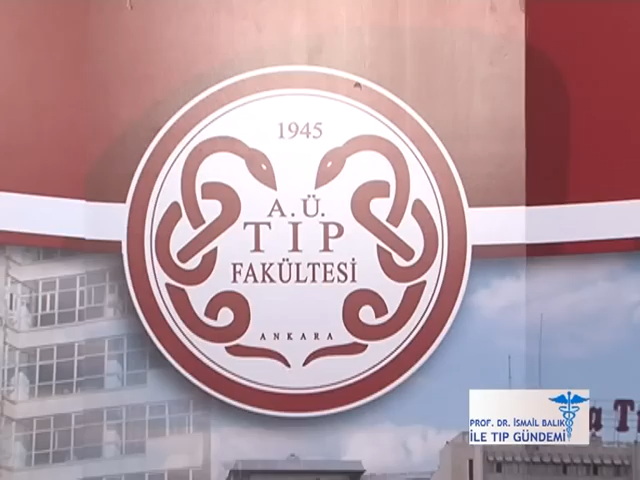 1945
A.Ü.
TIP
FAKÜLTESİ
ANKARA
PROF. DR. İSMAİL BALIK
İLE TIP GÜNDEMİ